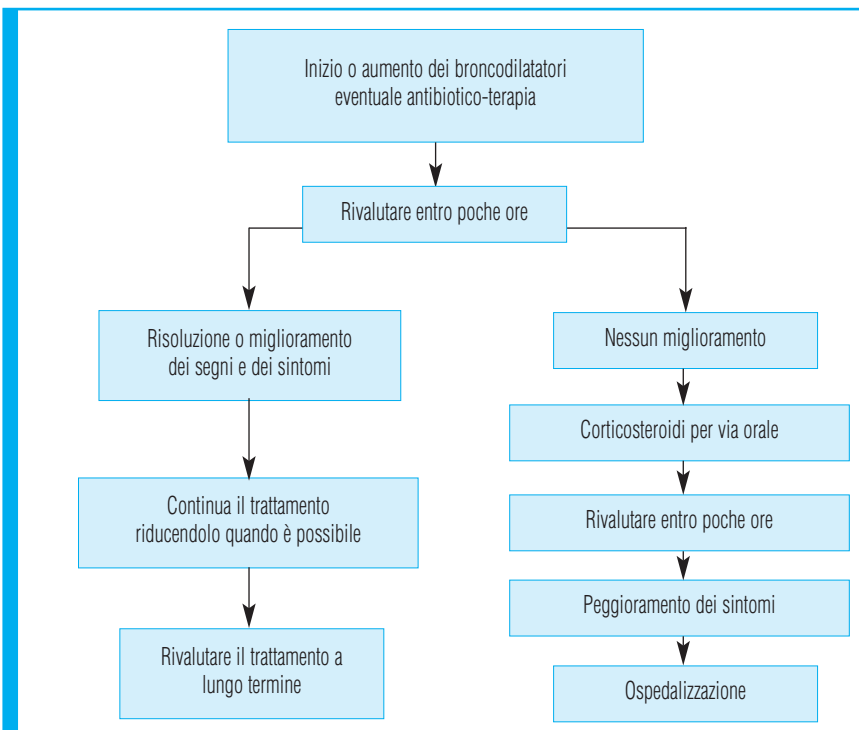 Inizio o aumento dei broncodilatatori
eventuale antibiotico-terapia
Rivalutare entro poche ore
Risoluzione o miglioramento
dei segni e dei sintomi
Continua il trattamento
riducendolo quando è possibile
Rivalutare il trattamento a
lungo termine
Nessun miglioramento
Corticosteroidi per via orale
Rivalutare entro poche ore
Peggioramento dei sintomi
Ospedalizzazione